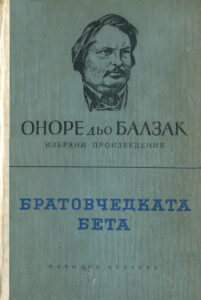 ОНОРЕ дьо БАЛЗАК
ИЗБРАНИ ПРОИЗВЕДЕНИЯ
БРАТОВЧЕДКАТА
БЕТА
НАРОДНА КУЛТУРА